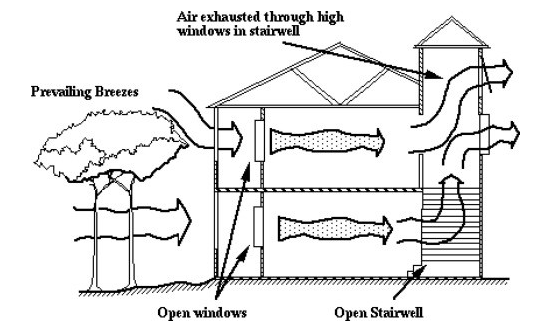 Air exhausted through high
windows in stairwell
Prevailing Breezes
Open windows
Open Stairwell